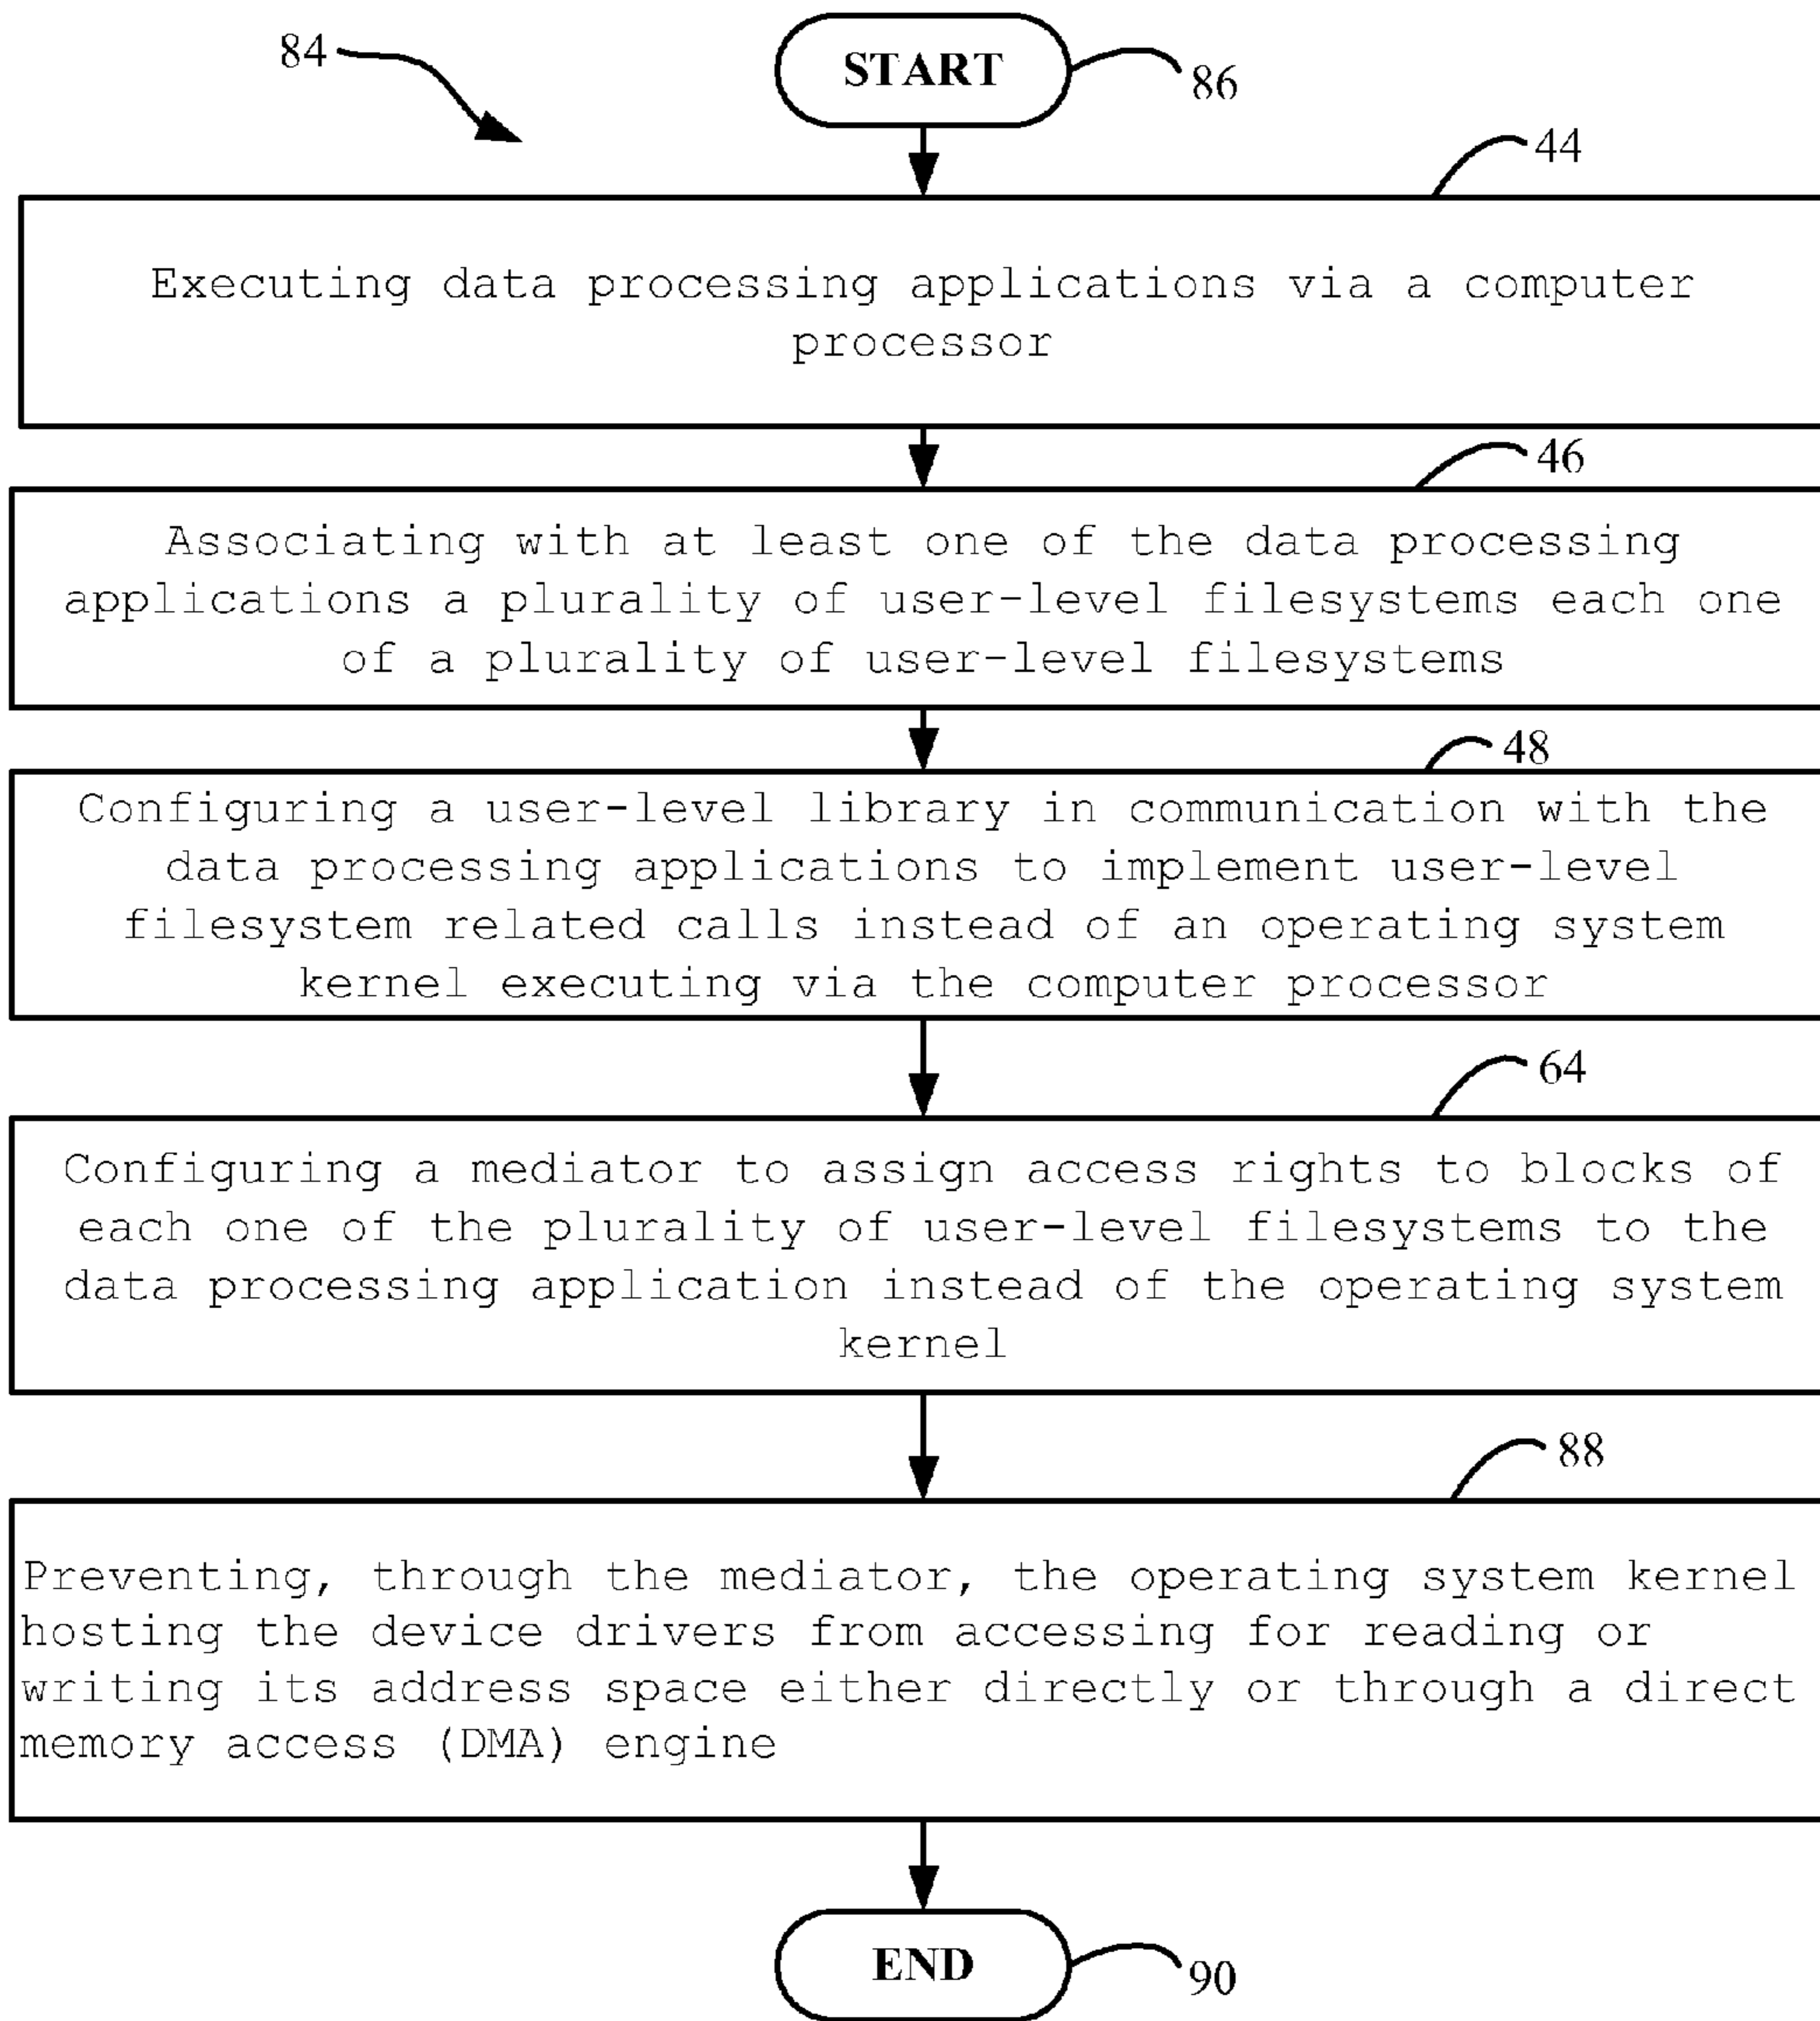 84
START
86
44
Executing data processing applications via a computer
processor
46
Associating with at least one of the data processing
applications a plurality of user-level filesystems each one
of a plurality of user-level filesystems
48
Configuring a user-level library in communication with the
data processing applications to implement user-level
filesystem related calls instead of an operating system
kernel executing via the computer processor
64
Configuring a mediator to assign access rights to blocks of
each one of the plurality of user-level filesystems to the
data processing application instead of the operating system
kernel
88
Preventing, through the mediator, the operating system kernel
hosting the device drivers from accessing for reading or
writing its address space either directly or through a direct
memory access (DMA) engine
END
90